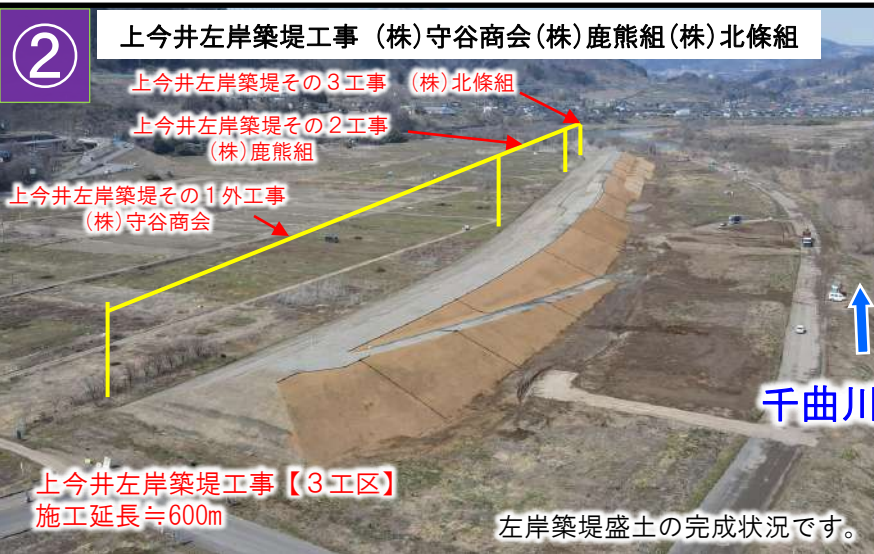 ②
上今井左岸築堤工事 (株)守谷商会(株)鹿熊組(株)北條組
上今井左岸築堤その3工事 (株)北條組
上今井左岸築堤その2工事
(株)鹿熊組
上今井左岸築堤その1外工事
(株)守谷商会
千曲川
上今井左岸築堤工事【3工区】
施工延長≒600m
左岸築堤盛土の完成状況です。